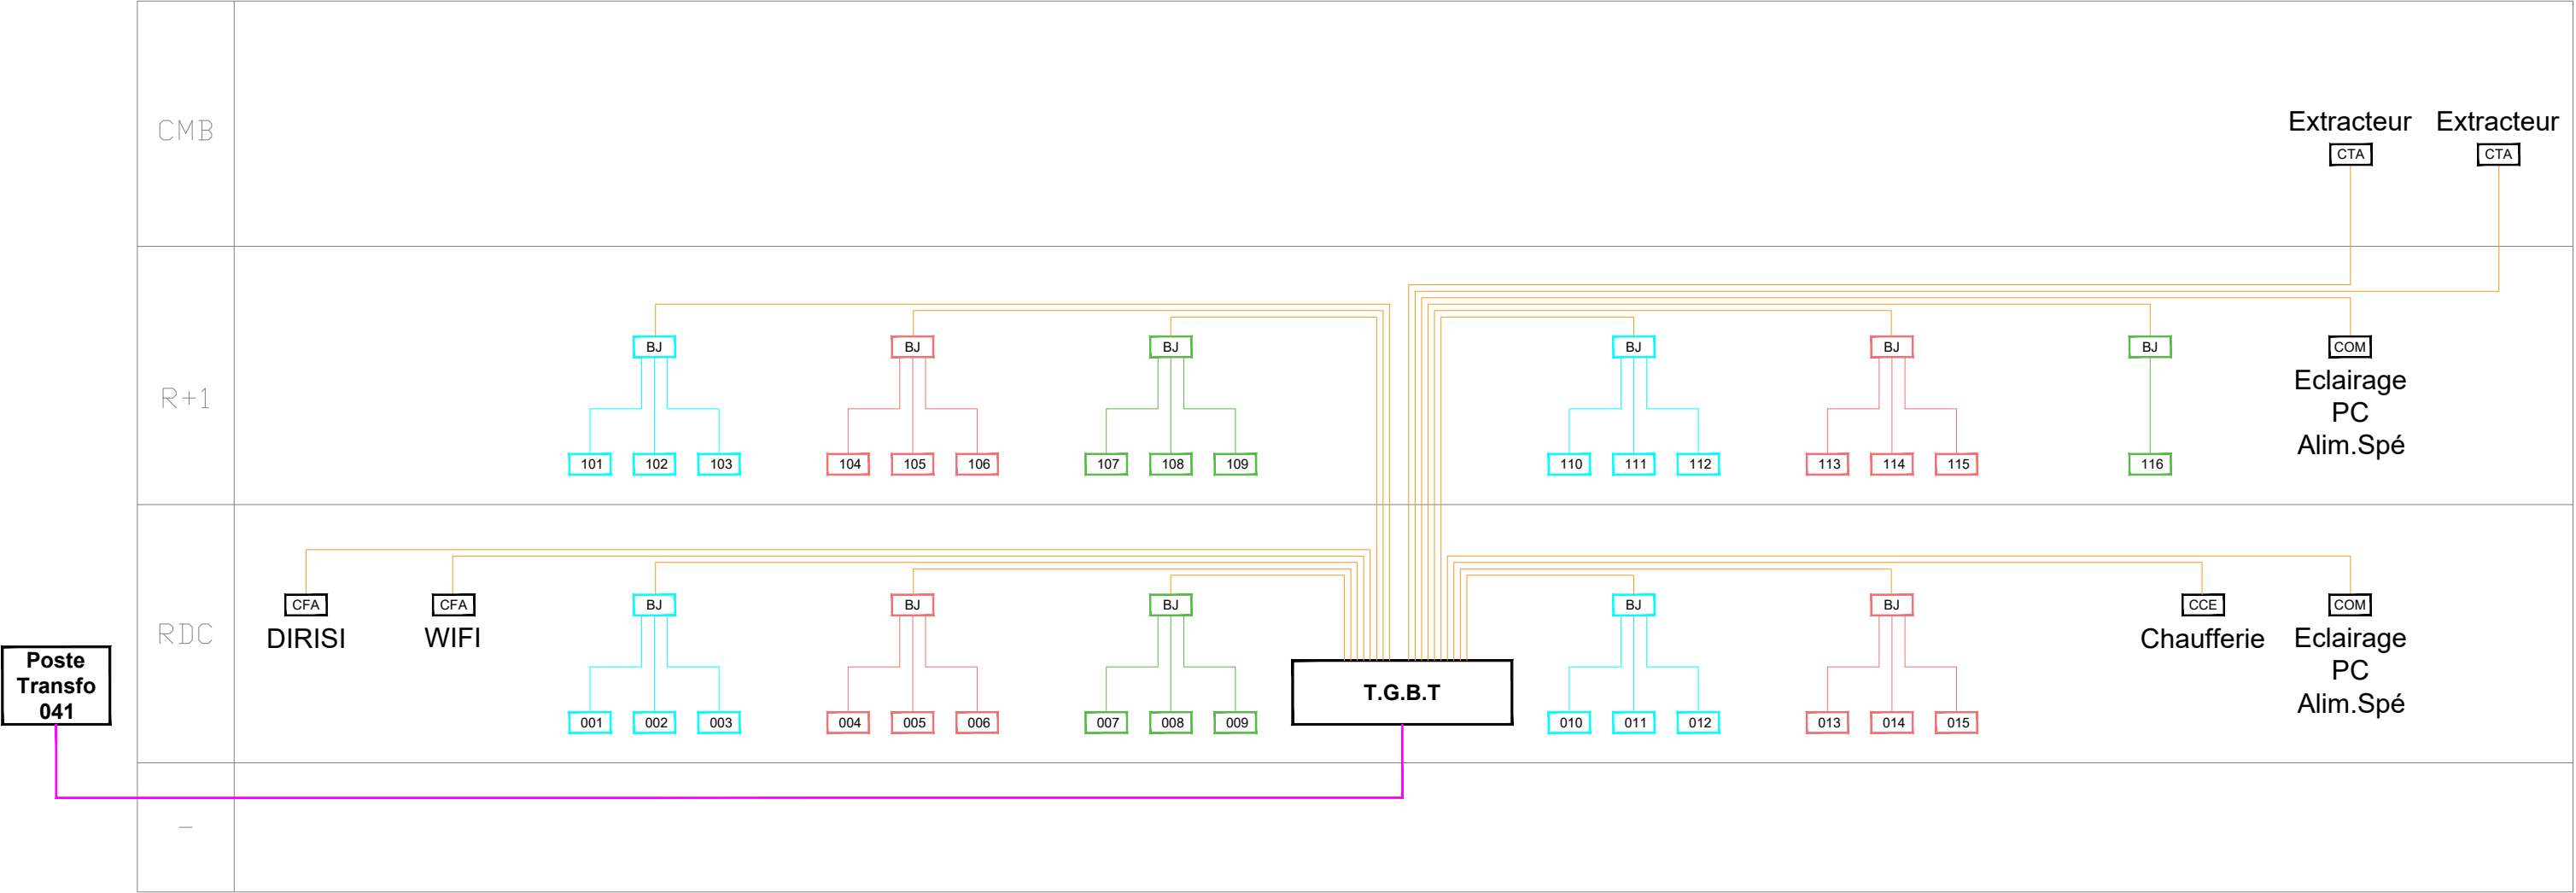 CMB
Extracteur Extracteur
CTA CTA
R+1
BJ BJ BJ BJ BJ BJ COM
Eclairage
PC
Alim.Spé
101 102 103 104 105 106 107 108 109 110 111 112 113 114 115 116
RDC
CFA CFA BJ BJ BJ BJ BJ CCE COM
DIRISI WIFI Chaufferie Eclairage
PC
Alim.Spé
Poste
Transfo
041
T.G.B.T
001 002 003 004 005 006 007 008 009 010 011 012 013 014 015
-